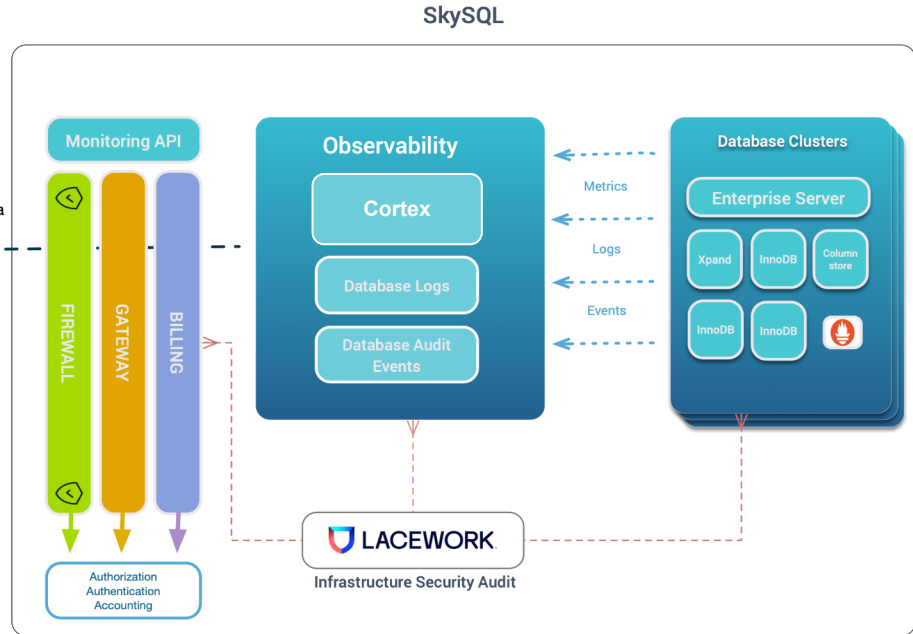 SkySQL
Monitoring API
FIREWALL
GATEWAY
BILLING
Authorization
Authentication
Accounting
Observability
Cortex
Database Logs
Database Audit
Events
Metrics
Logs
Events
Database Clusters
Enterprise Server
Xpand
InnoDB
Column
store
InnoDB
InnoDB
LACEWORK
Infrastructure Security Audit